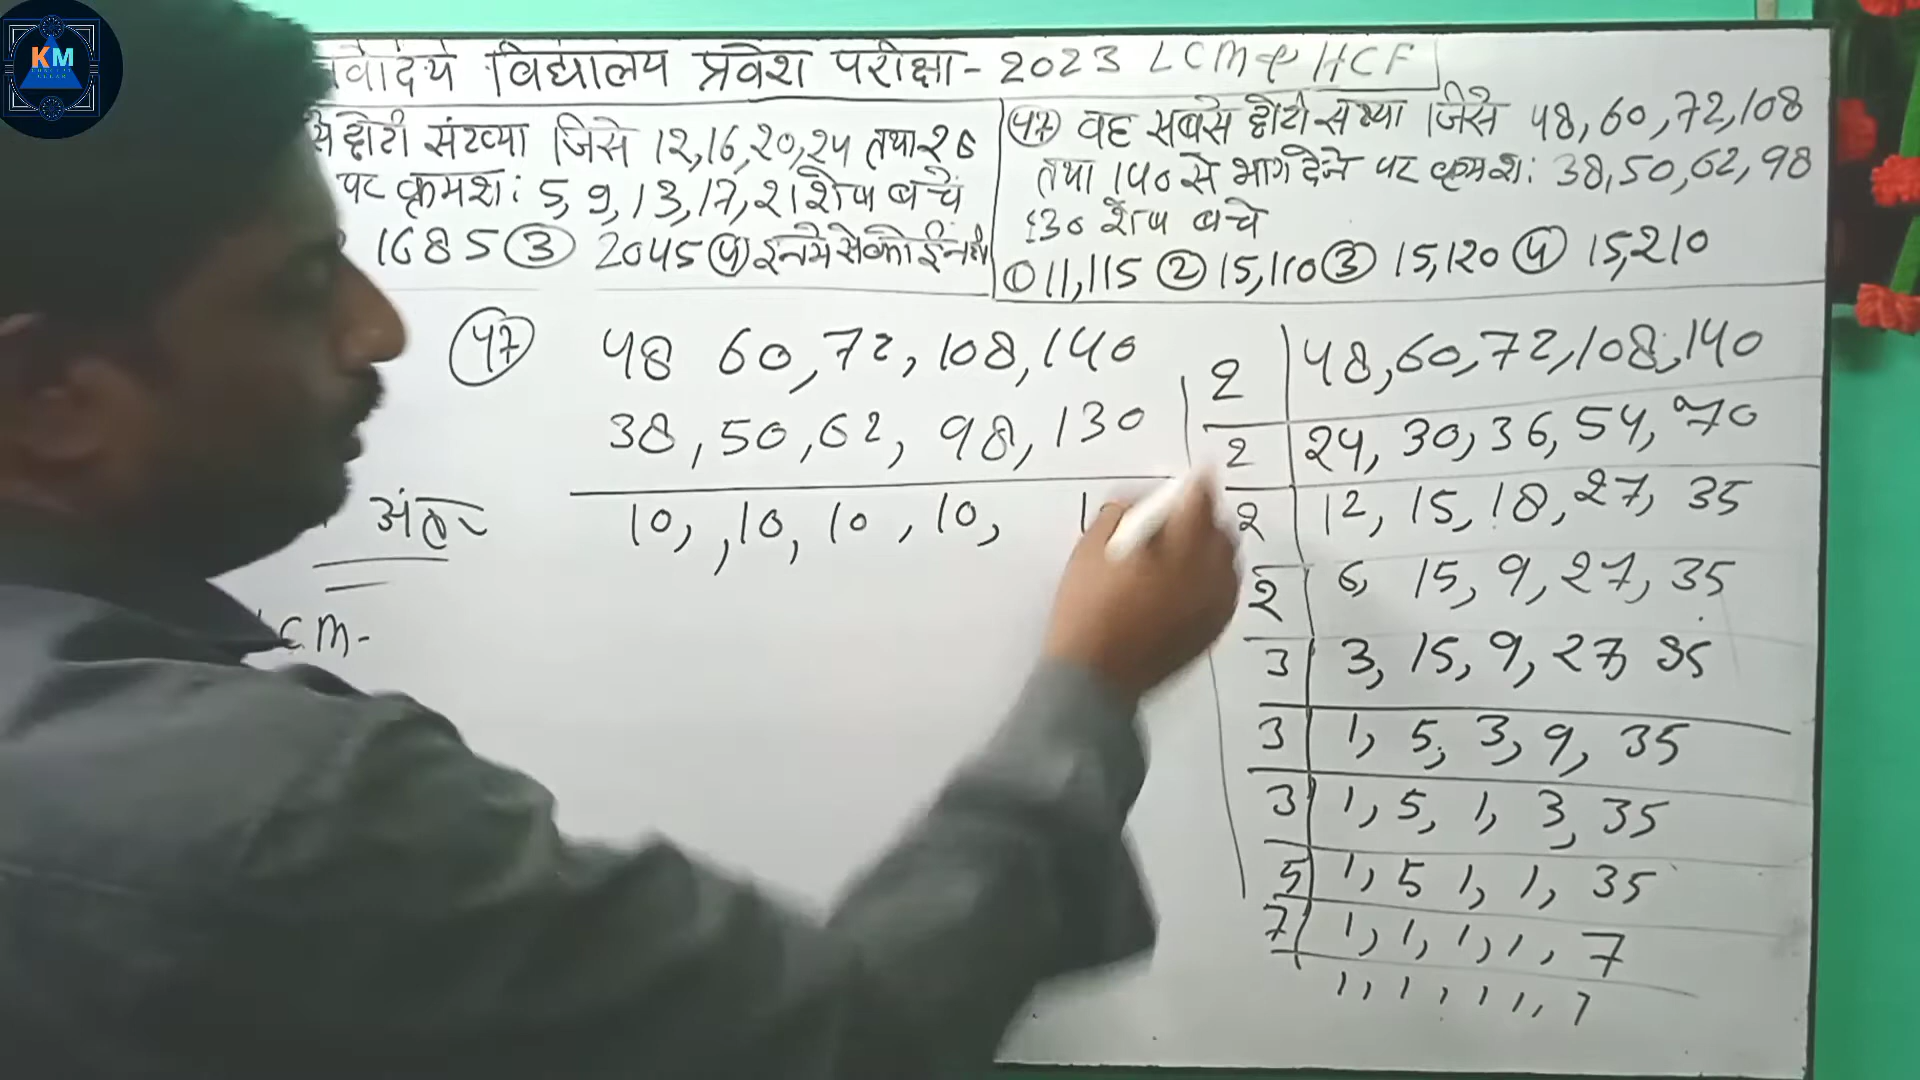 KM
विद्यालय प्रवेश परीक्षा - 2023 LCM & HCF
से छोटी संख्या जिसे 12,16,20,24 तथा
पर क्रमशः 5, 9, 13, 17, 21 शेष बचे
1685 ③ 2045 ④ इनमे से कोई नही
④⑦ वह सबसे छोटी संख्या जिसे 48, 60, 72, 108
तथा 140 से भाग देने पर क्रमशः 38, 50, 62, 98
130 शेष बचे
① 11,115 ② 15,110 ③ 15,120 ④ 15,210
④⑦ 48 60, 72, 108, 140
38, 50, 62, 98, 130
10, , 10, 10, 10,
CM-
2 48, 60, 72, 108, 140
2 24, 30, 36, 54, 70
2 12, 15, 18, 27, 35
2 6, 15, 9, 27, 35
3 3, 15, 9, 27, 35
3 1, 5, 3, 9, 35
3 1, 5, 1, 3, 35
5 1, 5 1, 1, 35
7 1, 1, 1, 1, 7
1, 1, 1, 1, 1